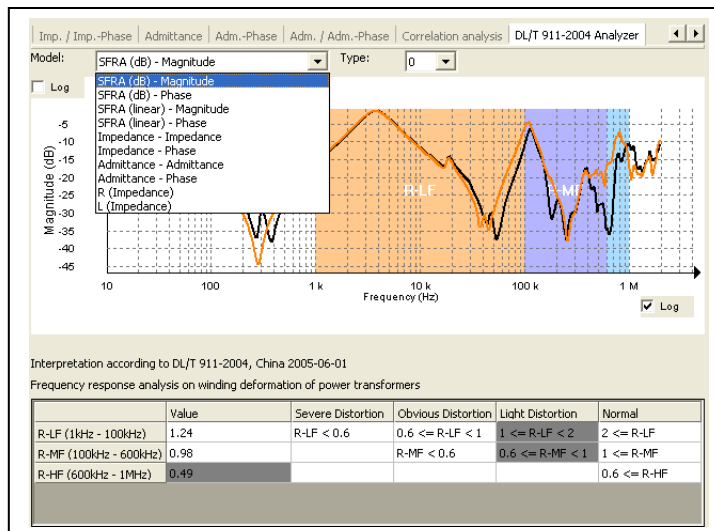 Imp. / Imp.-Phase Admittance Adm.-Phase Adm. / Adm.-Phase Correlation analysis DL/T 911-2004 Analyzer
Model: SFRA (dB) - Magnitude Type: 0
Log
SFRA (dB) - Magnitude
SFRA (dB) - Phase
SFRA (linear) - Magnitude
SFRA (linear) - Phase
Impedance - Impedance
Impedance - Phase
Admittance - Admittance
Admittance - Phase
R (Impedance)
L (Impedance)
Magnitude (dB)
-5
-10
-15
-20
-25
-30
-35
-40
-45
R-LF
-MF
10 100 1 k 10 k 100 k 1 M
Frequency (Hz)
Log
Interpretation according to DL/T 911-2004, China 2005-06-01
Frequency response analysis on winding deformation of power transformers
Value Severe Distortion Obvious Distortion Light Distortion Normal
R-LF (1kHz - 100kHz) 1.24 R-LF < 0.6 0.6 <= R-LF < 1 1 <= R-LF < 2 2 <= R-LF
R-MF (100kHz - 600kHz) 0.98 R-MF < 0.6 0.6 <= R-MF < 1 1 <= R-MF
R-HF (600kHz - 1MHz) 0.49 0.6 <= R-HF